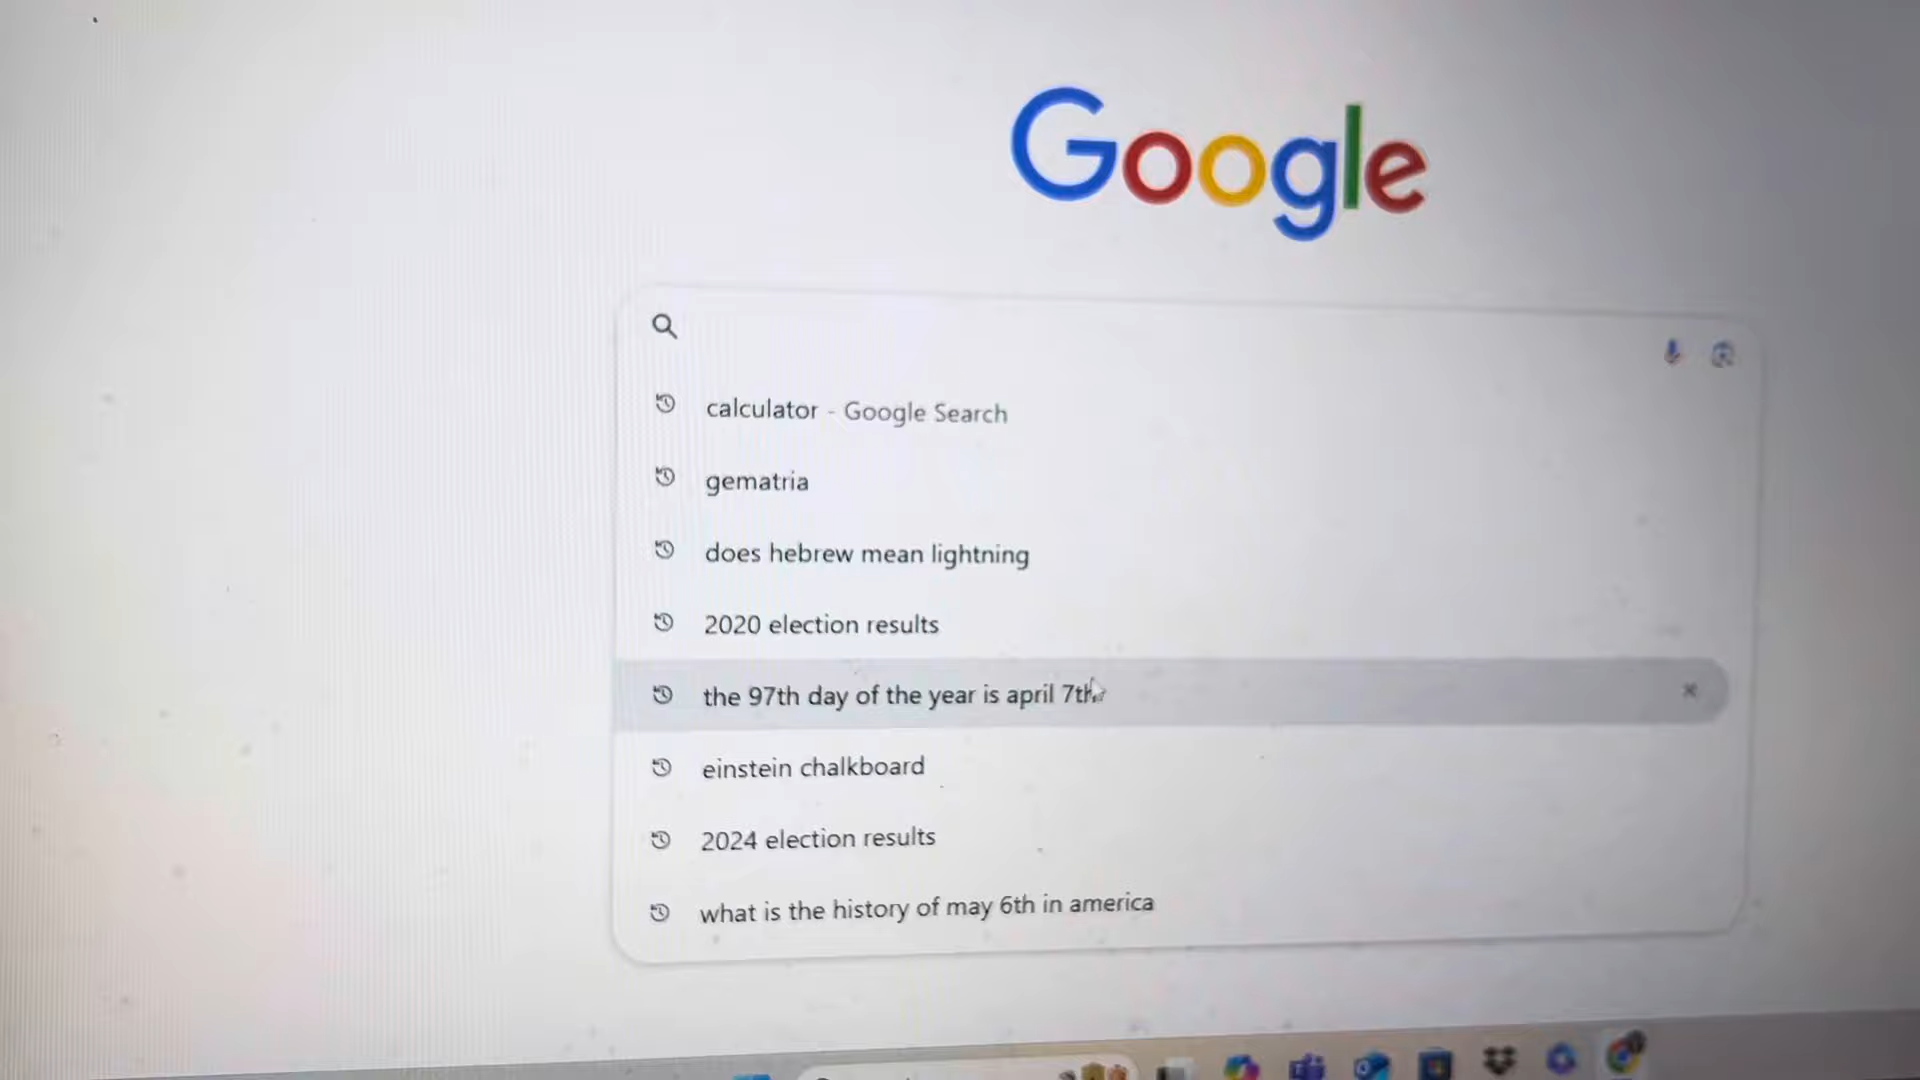 Google
calculator - Google Search
gematria
does hebrew mean lightning
2020 election results
the 97th day of the year is april 7th
einstein chalkboard
2024 election results
what is the history of may 6th in america